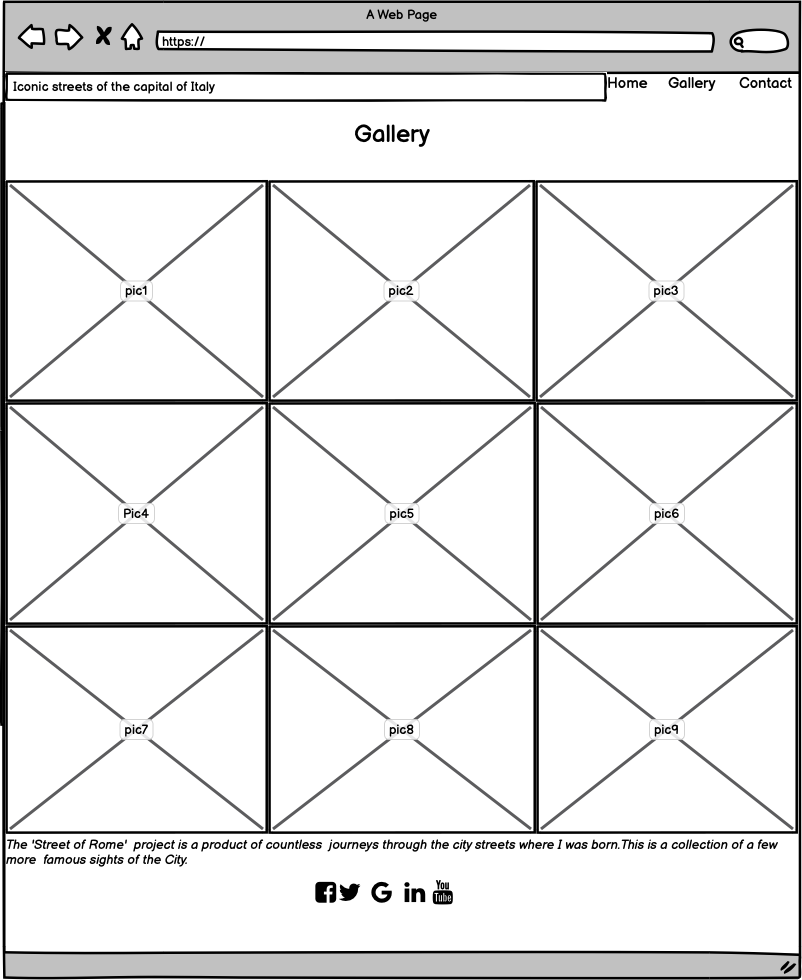 A Web Page
https://
Iconic streets of the capital of Italy
Home Gallery Contact
Gallery
pic1 pic2 pic3
Pic4 pic5 pic6
pic7 pic8 pic9
The 'Street of Rome' project is a product of countless journeys through the city streets where I was born.This is a collection of a few
more famous sights of the City.
You
Tube